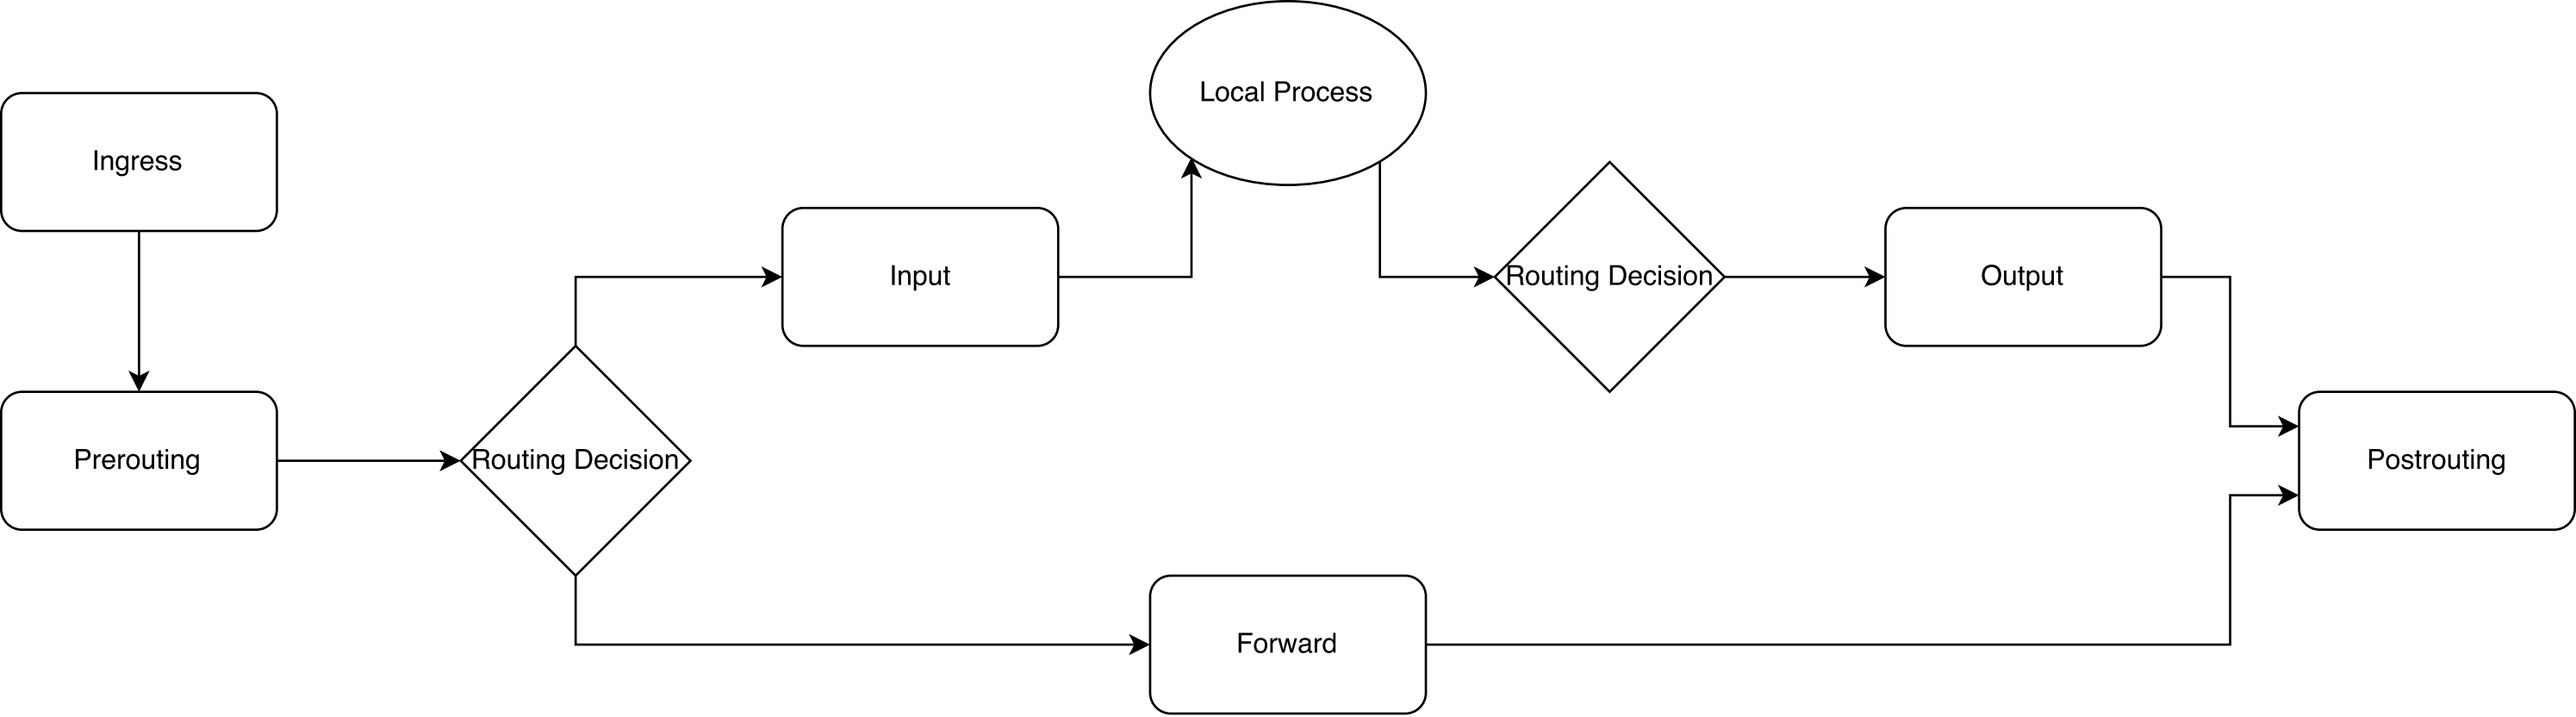 Local Process
Ingress
Input
Routing Decision
Output
Prerouting
Routing Decision
Postrouting
Forward